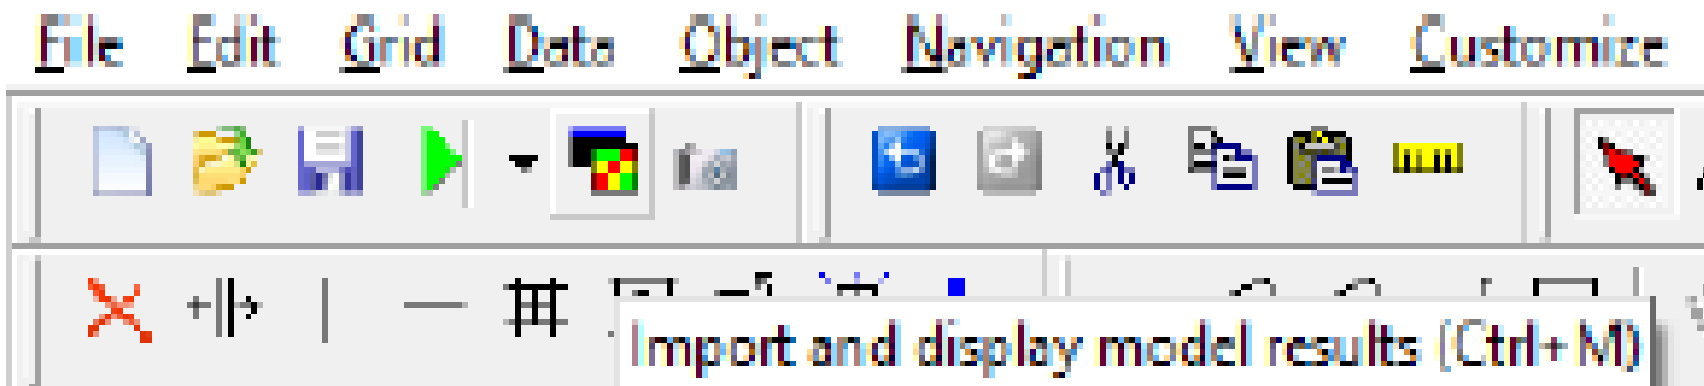 File Edit Grid Data Object Navigation View Customize
Import and display model results (Ctrl+M)